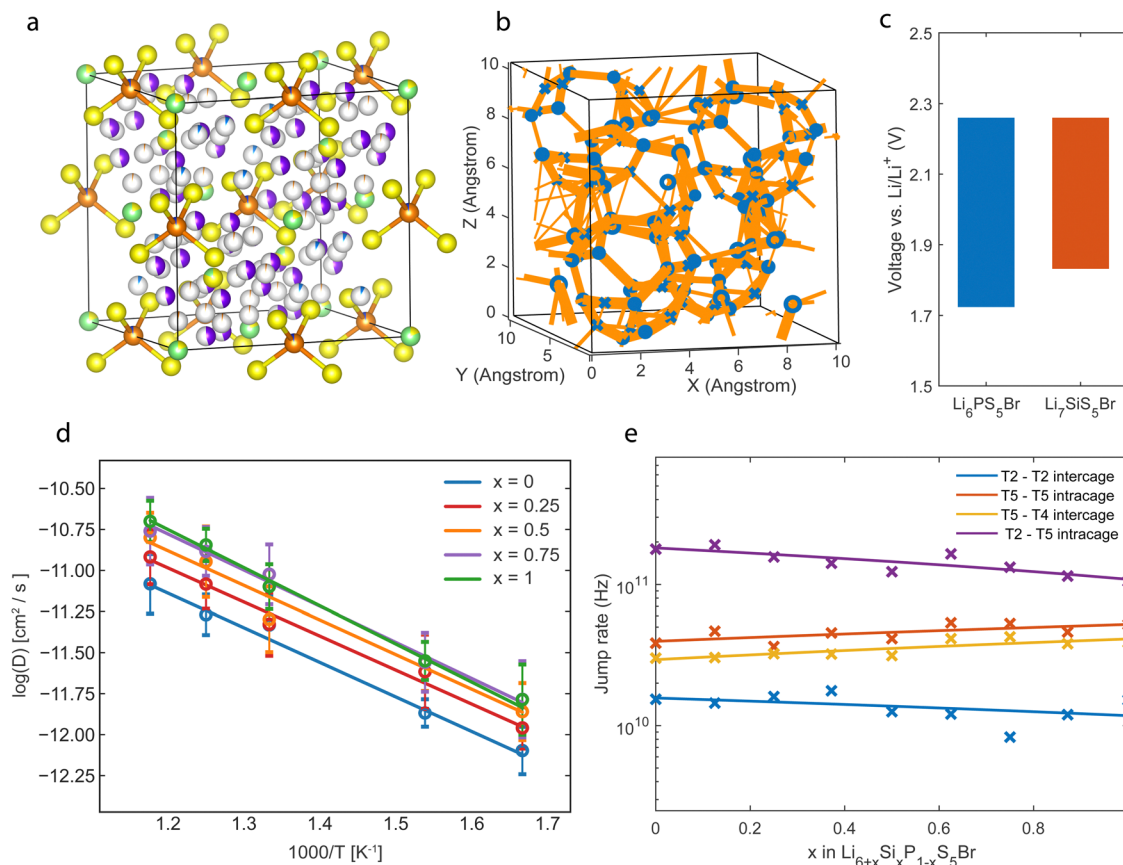 a
b
c
10
8
6
4
2
0
Z (Angstrom)
10
5
Y (Angstrom)
0
2
4
6
8
10
X (Angstrom)
2.5
2.3
2.1
1.9
1.7
1.5
Voltage vs. Li/Li⁺ (V)
Li₆PS₅Br
Li₇SiS₅Br
d
−10.50
−10.75
−11.00
−11.25
−11.50
−11.75
−12.00
−12.25
log(D) [cm² / s]
x = 0
x = 0.25
x = 0.5
x = 0.75
x = 1
1.2
1.3
1.4
1.5
1.6
1.7
1000/T [K⁻¹]
e
10¹¹
10¹⁰
Jump rate (Hz)
T2 - T2 intercage
T5 - T5 intracage
T5 - T4 intercage
T2 - T5 intracage
0
0.2
0.4
0.6
0.8
x in Li₆₊ₓSiₓP₁₋ₓS₅Br